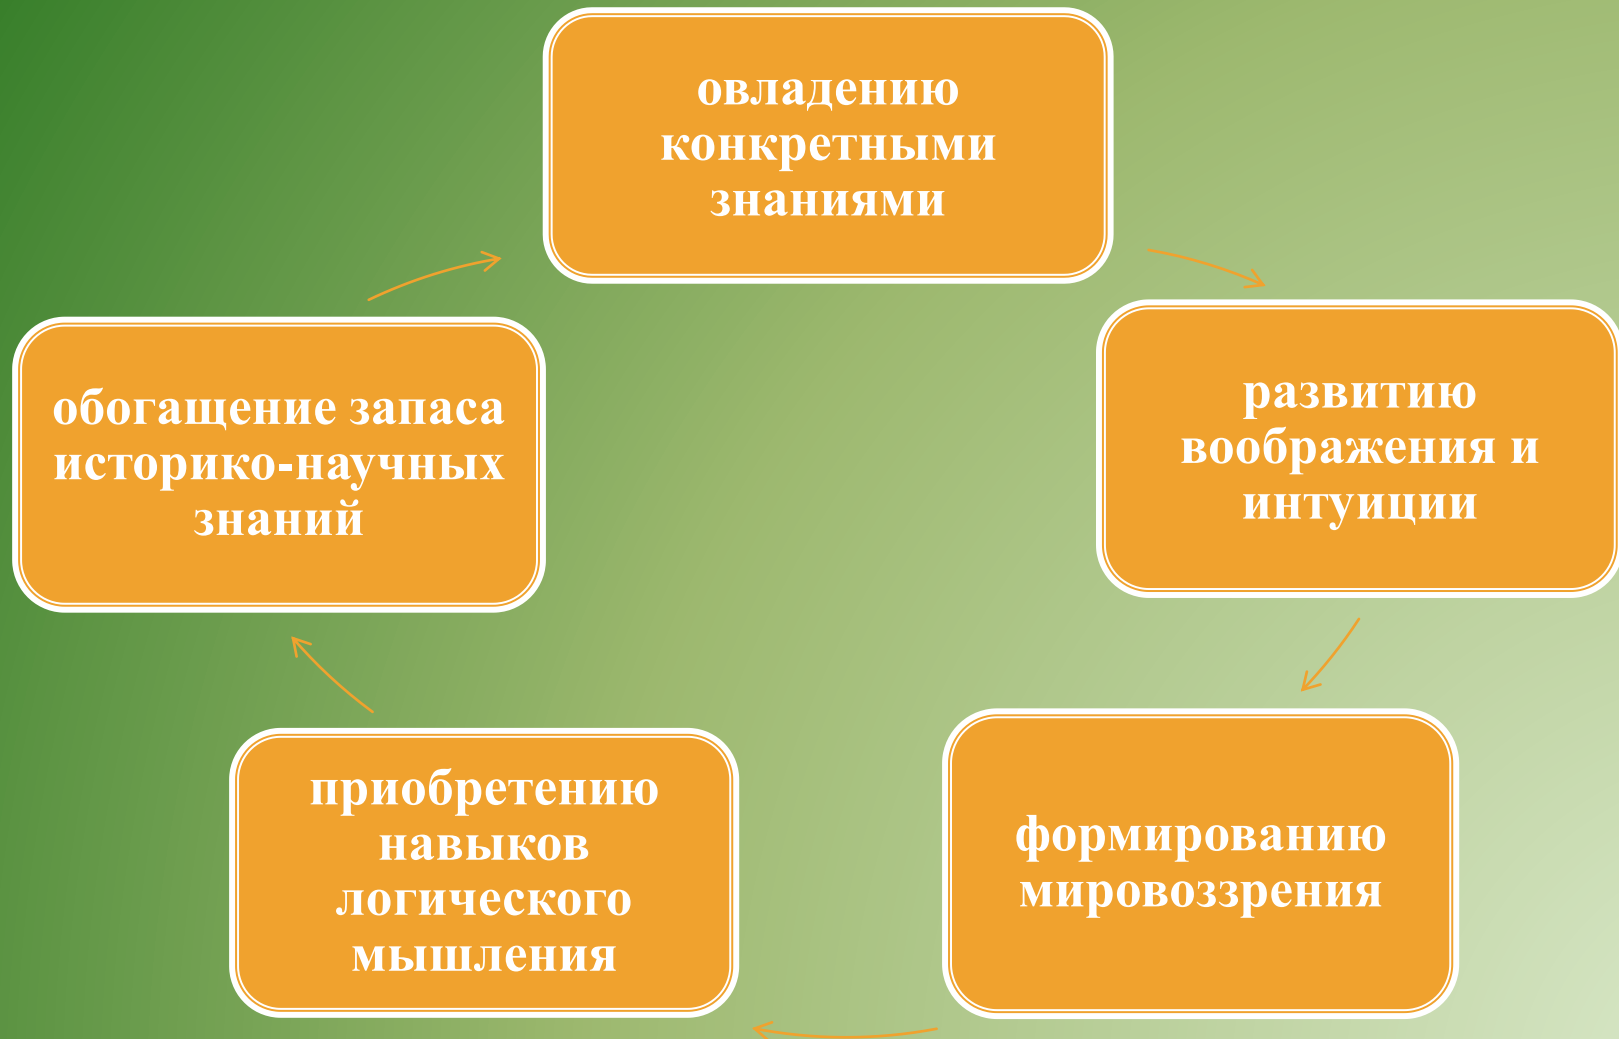 овладению
конкретными
знаниями
развитию
воображения и
интуиции
формированию
мировоззрения
приобретению
навыков
логического
мышления
обогащение запаса
историко-научных
знаний